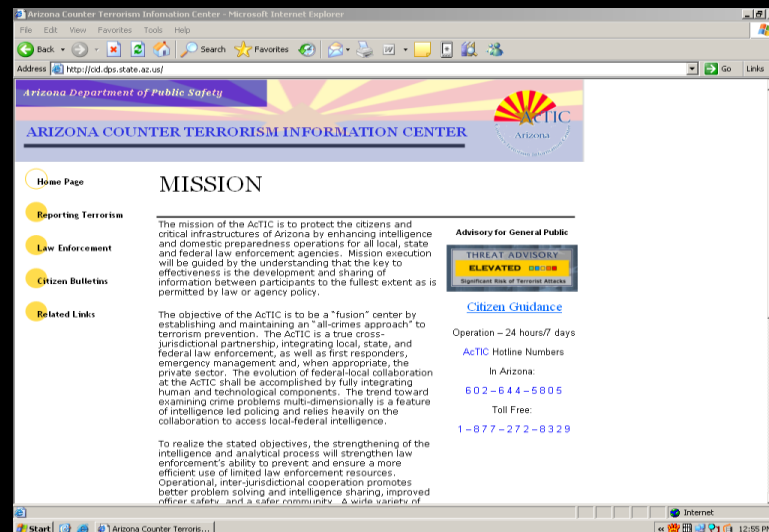 Arizona Counter Terrorism Infomation Center - Microsoft Internet Explorer
File Edit View Favorites Tools Help
Back Search Favorites
Address http://cid.dps.state.az.us/ Go Links
Arizona Department of Public Safety
ARIZONA COUNTER TERRORISM INFORMATION CENTER
AcTIC
Arizona
Home Page
Reporting Terrorism
Law Enforcement
Citizen Bulletins
Related Links
MISSION
The mission of the AcTIC is to protect the citizens and
critical infrastructures of Arizona by enhancing intelligence
and domestic preparedness operations for all local, state
and federal law enforcement agencies. Mission execution
will be guided by the understanding that the key to
effectiveness is the development and sharing of
information between participants to the fullest extent as is
permitted by law or agency policy.
The objective of the AcTIC is to be a "fusion" center by
establishing and maintaining an "all-crimes approach" to
terrorism prevention. The AcTIC is a true cross-
jurisdictional partnership, integrating local, state, and
federal law enforcement, as well as first responders,
emergency management and, when appropriate, the
private sector. The evolution of federal-local collaboration
at the AcTIC shall be accomplished by fully integrating
human and technological components. The trend toward
examining crime problems multi-dimensionally is a feature
of intelligence led policing and relies heavily on the
collaboration to access local-federal intelligence.
To realize the stated objectives, the strengthening of the
intelligence and analytical process will strengthen law
enforcement's ability to prevent and ensure a more
efficient use of limited law enforcement resources.
Operational, inter-jurisdictional cooperation promotes
better problem solving and intelligence sharing, improved
officer safety, and a safer community. A wide variety of
Advisory for General Public
THREAT ADVISORY
ELEVATED
Significant Risk of Terrorist Attacks
Citizen Guidance
Operation – 24 hours/7 days
AcTIC Hotline Numbers
In Arizona:
602-644-5805
Toll Free:
1-877-272-8329
Internet
Start Arizona Counter Terroris... 12:55 PM